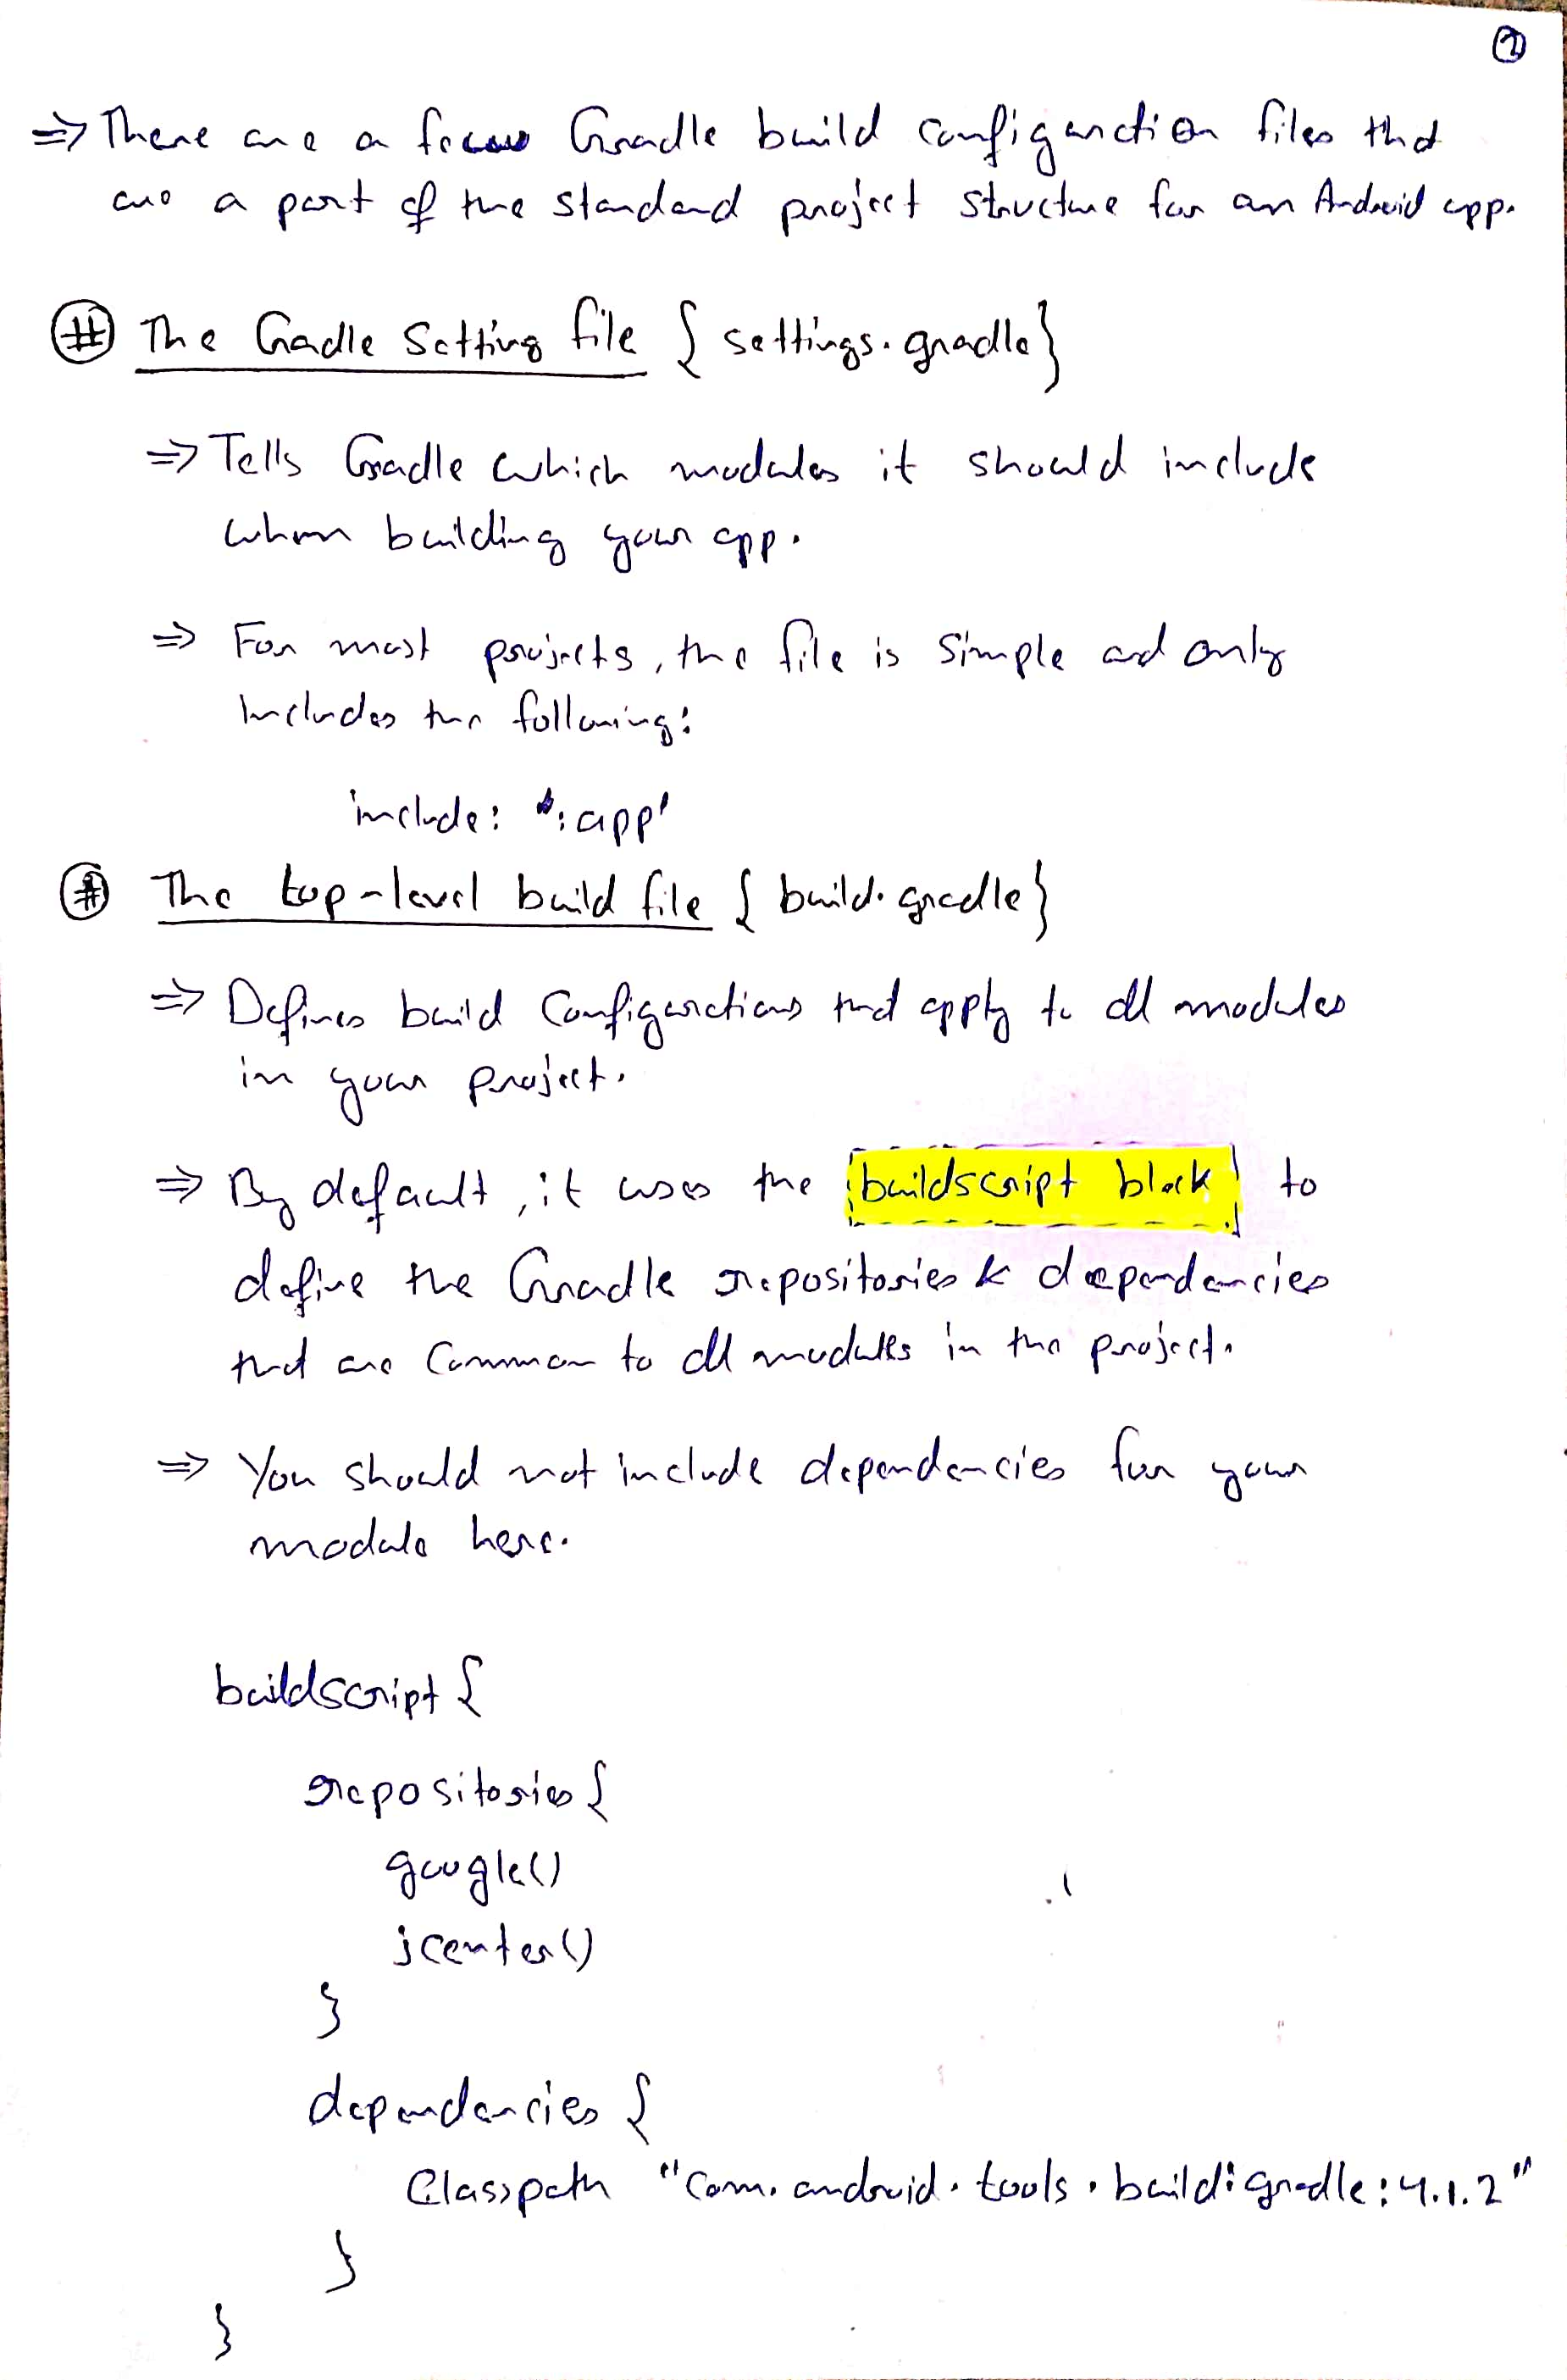 ②
⇒ There are a few Gradle build configuration files that
are a part of the standard project structure for an Android app.
# The Gradle Setting file { settings.gradle }
⇒ Tells Gradle which modules it should include
when building your app.
⇒ For most projects, the file is simple and only
includes the following:
include: ':app'
# The top-level build file { build.gradle }
⇒ Defines build configurations that apply to all modules
in your project.
⇒ By default, it uses the buildscript block to
define the Gradle repositories & dependencies
that are common to all modules in the project.
⇒ You should not include dependencies for your
module here.
buildscript {
repositories {
google()
jcenter()
}
dependencies {
Classpath "com.android.tools.build:gradle:4.1.2"
}
}